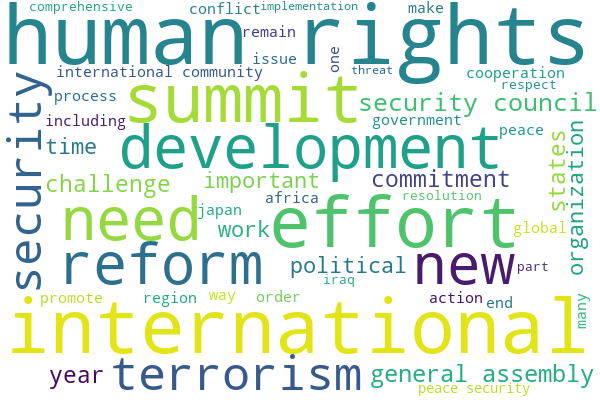 comprehensive
conflict
implementation
make
human rights
remain
issue
one
international community
threat
cooperation
respect
process
summit
security council
security
including
government
peace
time
development
states
organization
challenge
important
commitment
africa
resolution
need
japan
effort
work
global
reform
political
iraq
new
part
promote
region
way
order
action
end
many
international
year
terrorism
general assembly
peace security